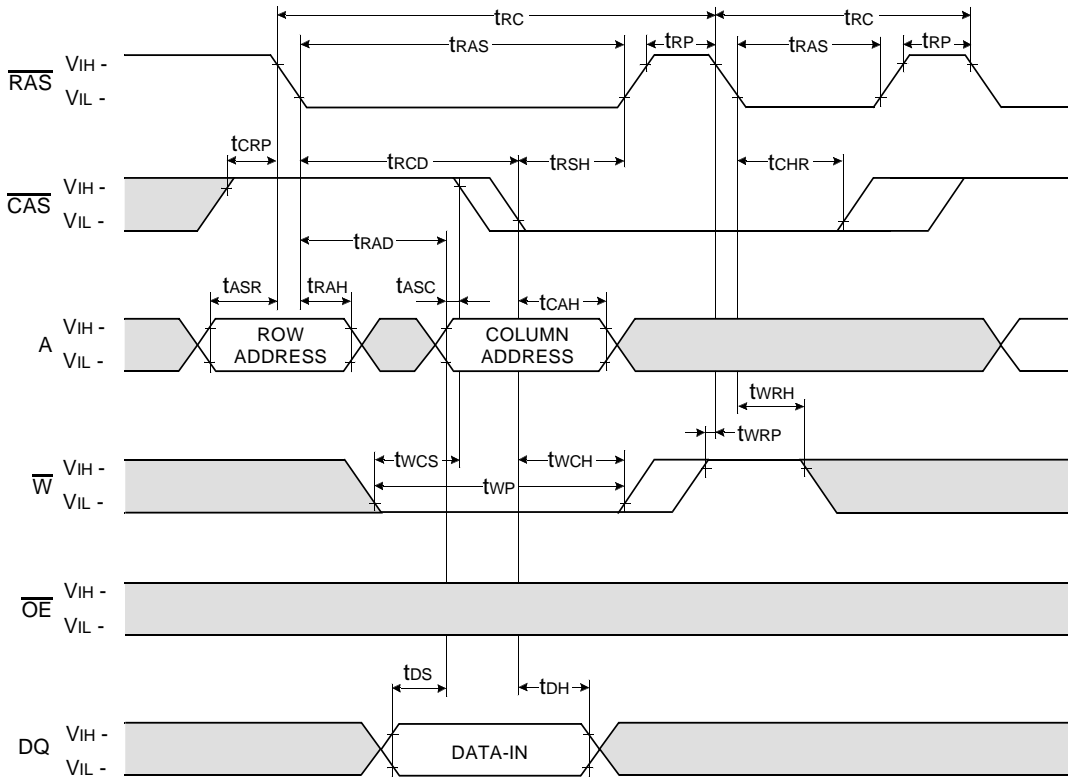 tRC tRC
tRAS tRP tRAS tRP
RAS VIH -
VIL -
tCRP tRCD tRSH tCHR
CAS VIH -
VIL -
tRAD
tASR tRAH tASC tCAH
A VIH -
VIL -
ROW
ADDRESS
COLUMN
ADDRESS
tWRH
tWRP
W VIH -
VIL -
tWCS tWCH
tWP
OE VIH -
VIL -
tDS tDH
DQ VIH -
VIL -
DATA-IN